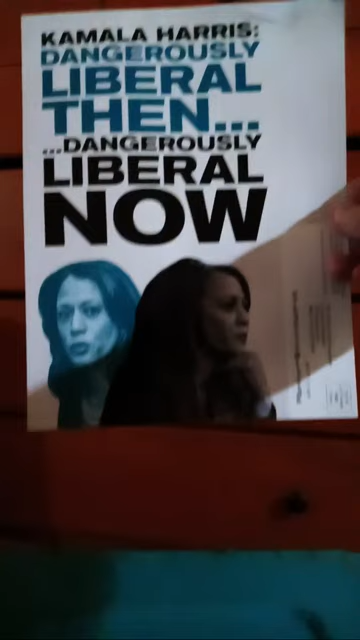 KAMALA HARRIS:
DANGEROUSLY
LIBERAL
THEN...
...DANGEROUSLY
LIBERAL
NOW